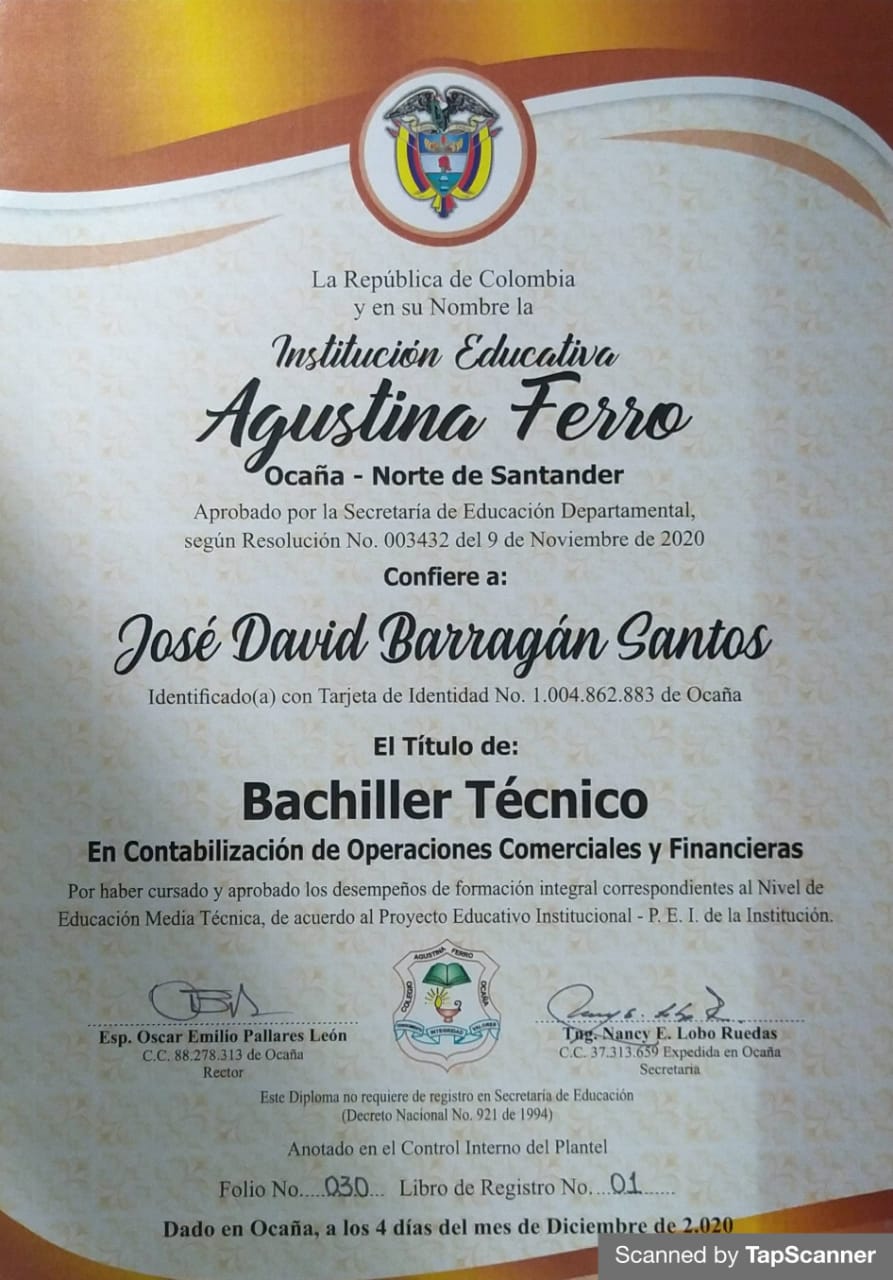 La República de Colombia
y en su Nombre la
Institución Educativa
Agustina Ferro
Ocaña - Norte de Santander
Aprobado por la Secretaría de Educación Departamental,
según Resolución No. 003432 del 9 de Noviembre de 2020
Confiere a:
José David Barragán Santos
Identificado(a) con Tarjeta de Identidad No. 1.004.862.883 de Ocaña
El Título de:
Bachiller Técnico
En Contabilización de Operaciones Comerciales y Financieras
Por haber cursado y aprobado los desempeños de formación integral correspondientes al Nivel de
Educación Media Técnica, de acuerdo al Proyecto Educativo Institucional - P. E. I. de la Institución.
COLEGIO AGUSTINA FERRO OCAÑA
INTEGRIDAD VALORES
Esp. Oscar Emilio Pallares León
C.C. 88.278.313 de Ocaña
Rector
Tng. Nancy E. Lobo Ruedas
C.C. 37.313.659 Expedida en Ocaña
Secretaria
Este Diploma no requiere de registro en Secretaría de Educación
(Decreto Nacional No. 921 de 1994)
Anotado en el Control Interno del Plantel
Folio No....030... Libro de Registro No....01......
Dado en Ocaña, a los 4 días del mes de Diciembre de 2.020
Scanned by TapScanner